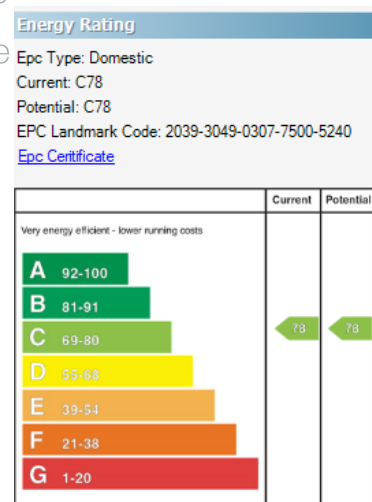 Energy Rating
Epc Type: Domestic
Current: C78
Potential: C78
EPC Landmark Code: 2039-3049-0307-7500-5240
Epc Ceritificate
Current Potential
Very energy efficient - lower running costs
A 92-100
B 81-91
C 69-80
78 78
D 55-68
E 39-54
F 21-38
G 1-20